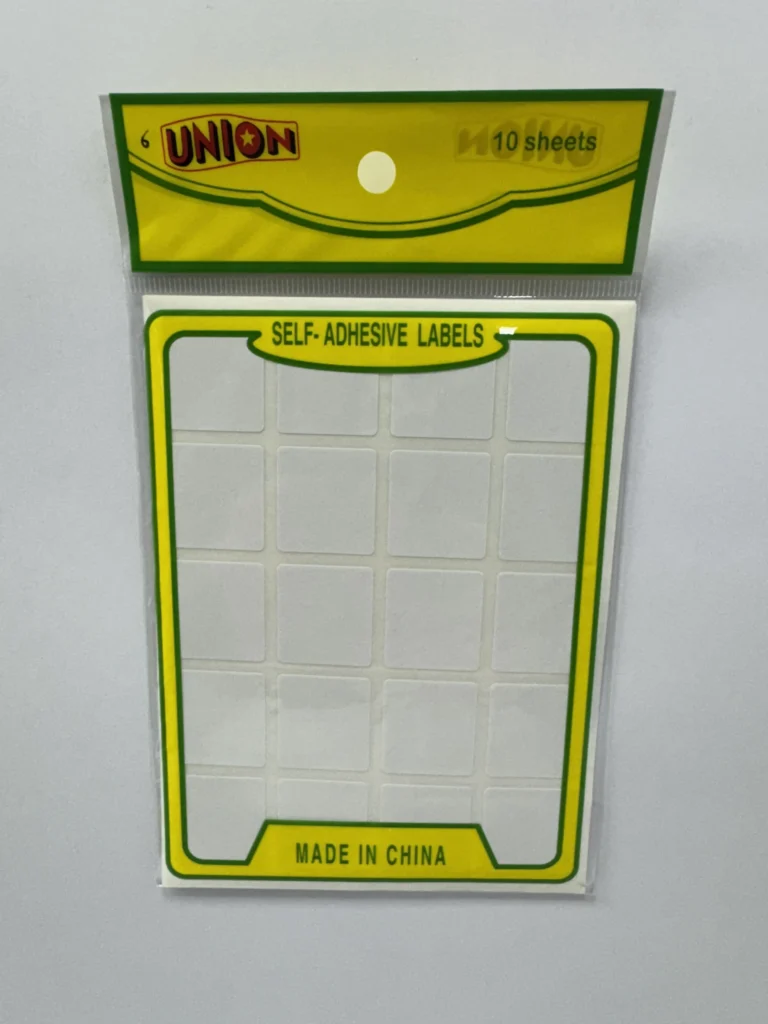 6 UNION 10 sheets
SELF-ADHESIVE LABELS
MADE IN CHINA